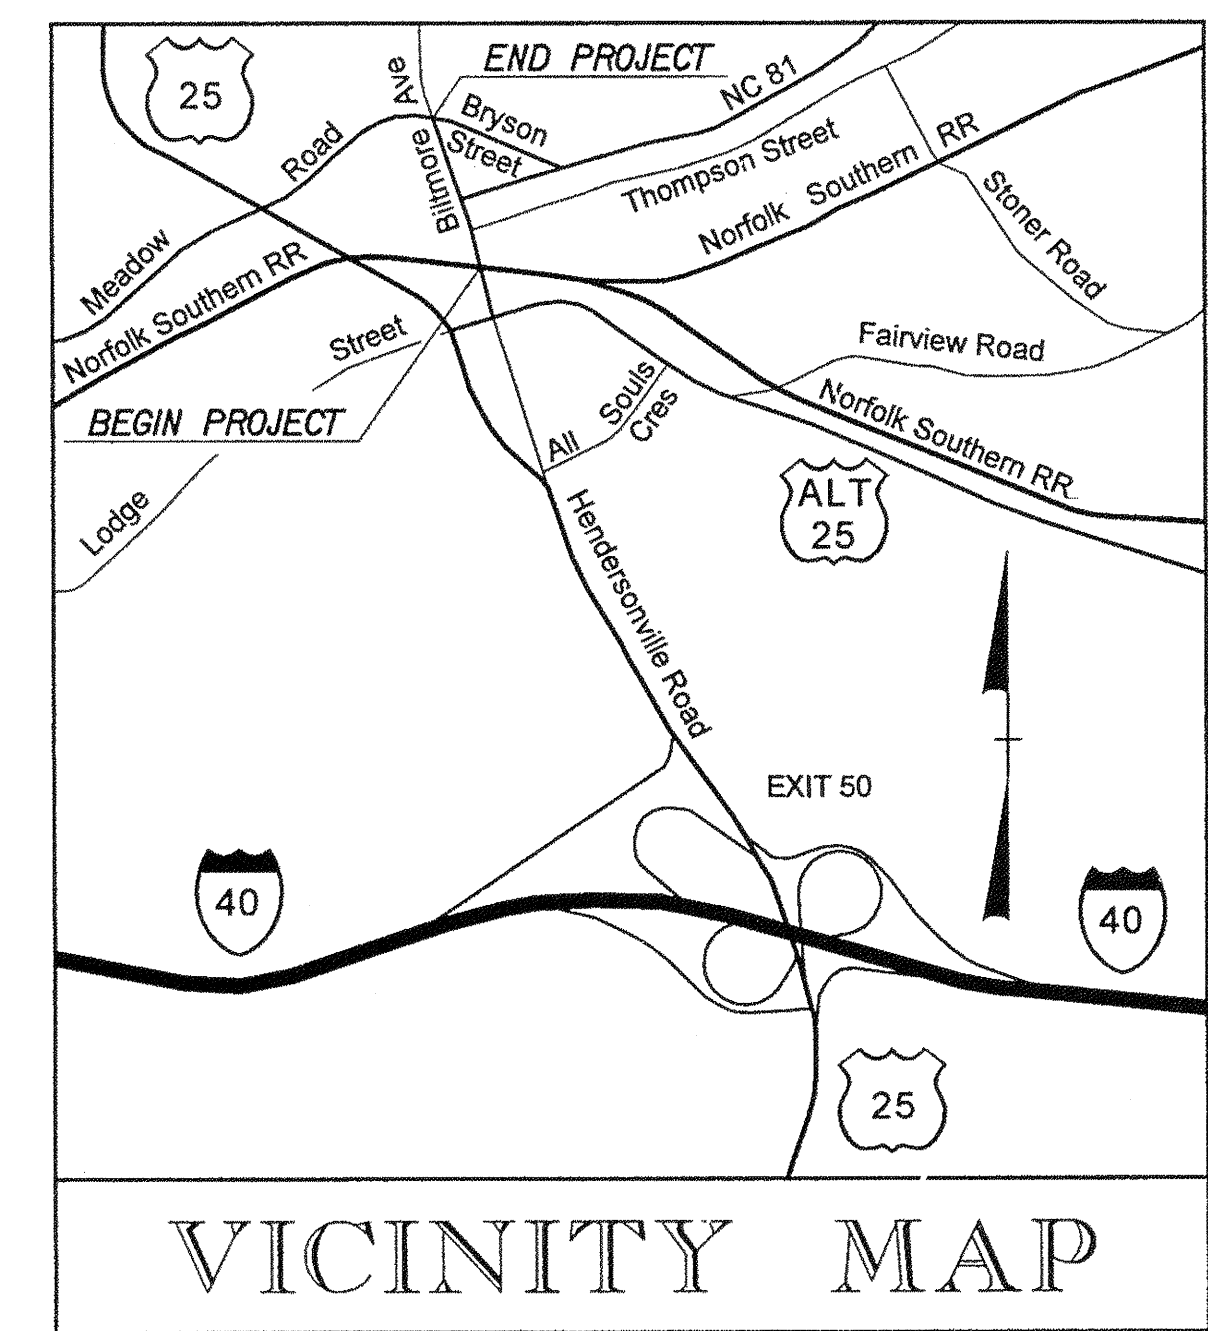 25
END PROJECT
Biltmore Ave
NC 81
Bryson
Street
Meadow Road
Thompson Street
Norfolk Southern RR
Stoner Road
Norfolk Southern RR
Street
Fairview Road
BEGIN PROJECT
All Souls
Cres
Norfolk Southern RR
Lodge
ALT
25
Hendersonville Road
EXIT 50
40
40
25
VICINITY MAP